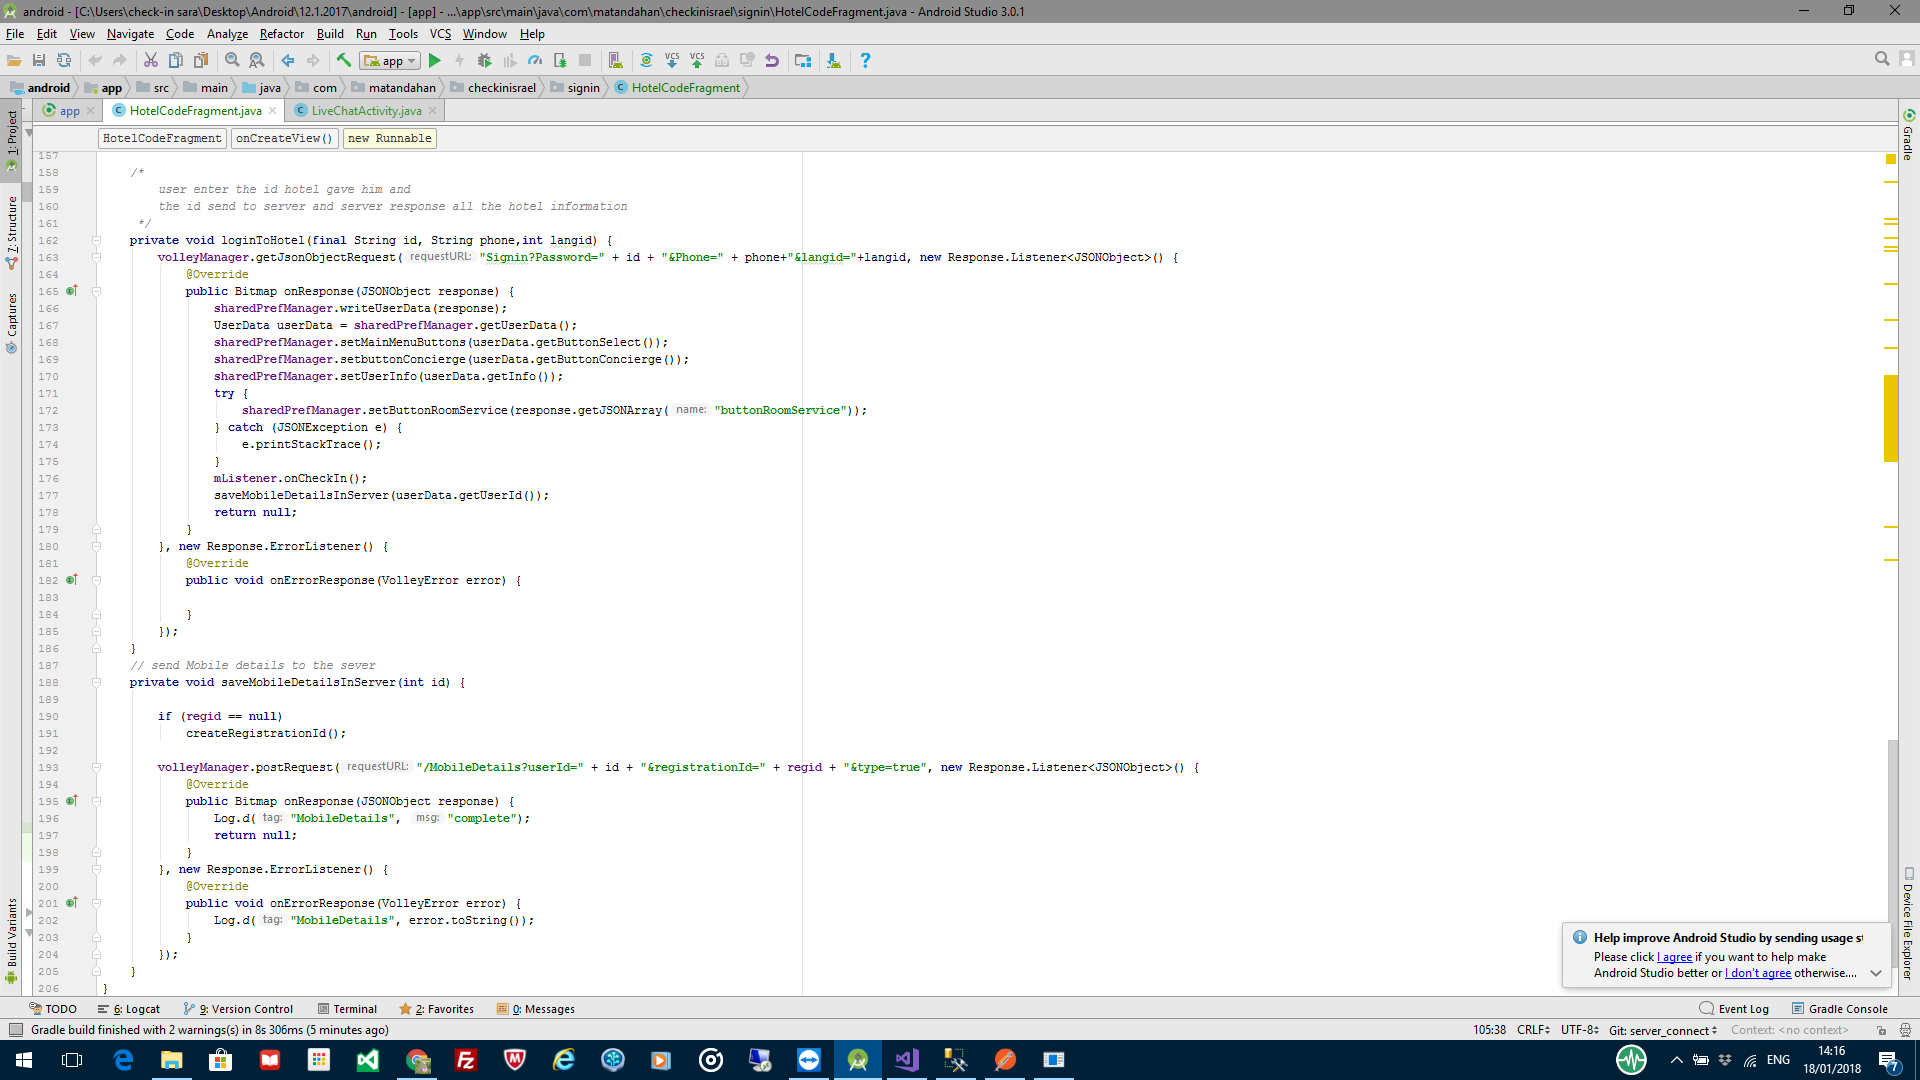 android - [C:\Users\check-in sara\Desktop\Android\12.1.2017\android] - [app] - ...\app\src\main\java\com\matandahan\checkinisrael\signin\HotelCodeFragment.java - Android Studio 3.0.1
File Edit View Navigate Code Analyze Refactor Build Run Tools VCS Window Help
app
android app src main java com matandahan checkinisrael signin HotelCodeFragment
app HotelCodeFragment.java LiveChatActivity.java
HotelCodeFragment onCreateView() new Runnable
157
158 /*
159 user enter the id hotel gave him and
160 the id send to server and server response all the hotel information
161 */
162 private void loginToHotel(final String id, String phone,int langid) {
163 volleyManager.getJsonObjectRequest( requestURL: "Signin?Password=" + id + "&Phone=" + phone+"&langid="+langid, new Response.Listener<JSONObject>() {
164 @Override
165 public Bitmap onResponse(JSONObject response) {
166 sharedPrefManager.writeUserData(response);
167 UserData userData = sharedPrefManager.getUserData();
168 sharedPrefManager.setMainMenuButtons(userData.getButtonSelect());
169 sharedPrefManager.setbuttonConcierge(userData.getButtonConcierge());
170 sharedPrefManager.setUserInfo(userData.getInfo());
171 try {
172 sharedPrefManager.setButtonRoomService(response.getJSONArray( name: "buttonRoomService"));
173 } catch (JSONException e) {
174 e.printStackTrace();
175 }
176 mListener.onCheckIn();
177 saveMobileDetailsInServer(userData.getUserId());
178 return null;
179 }
180 }, new Response.ErrorListener() {
181 @Override
182 public void onErrorResponse(VolleyError error) {
183
184 }
185 });
186 }
187 // send Mobile details to the sever
188 private void saveMobileDetailsInServer(int id) {
189
190 if (regid == null)
191 createRegistrationId();
192
193 volleyManager.postRequest( requestURL: "/MobileDetails?userId=" + id + "&registrationId=" + regid + "&type=true", new Response.Listener<JSONObject>() {
194 @Override
195 public Bitmap onResponse(JSONObject response) {
196 Log.d( tag: "MobileDetails", msg: "complete");
197 return null;
198 }
199 }, new Response.ErrorListener() {
200 @Override
201 public void onErrorResponse(VolleyError error) {
202 Log.d( tag: "MobileDetails", error.toString());
203 }
204 });
205 }
206 }
1: Project
7: Structure
Captures
Build Variants
Gradle
Device File Explorer
Help improve Android Studio by sending usage st
Please click I agree if you want to help make
Android Studio better or I don't agree otherwise....
TODO 6: Logcat 9: Version Control Terminal 2: Favorites 0: Messages Event Log Gradle Console
Gradle build finished with 2 warnings(s) in 8s 306ms (5 minutes ago) 105:38 CRLF UTF-8 Git: server_connect Context: <no context>
ENG 14:16
18/01/2018
7